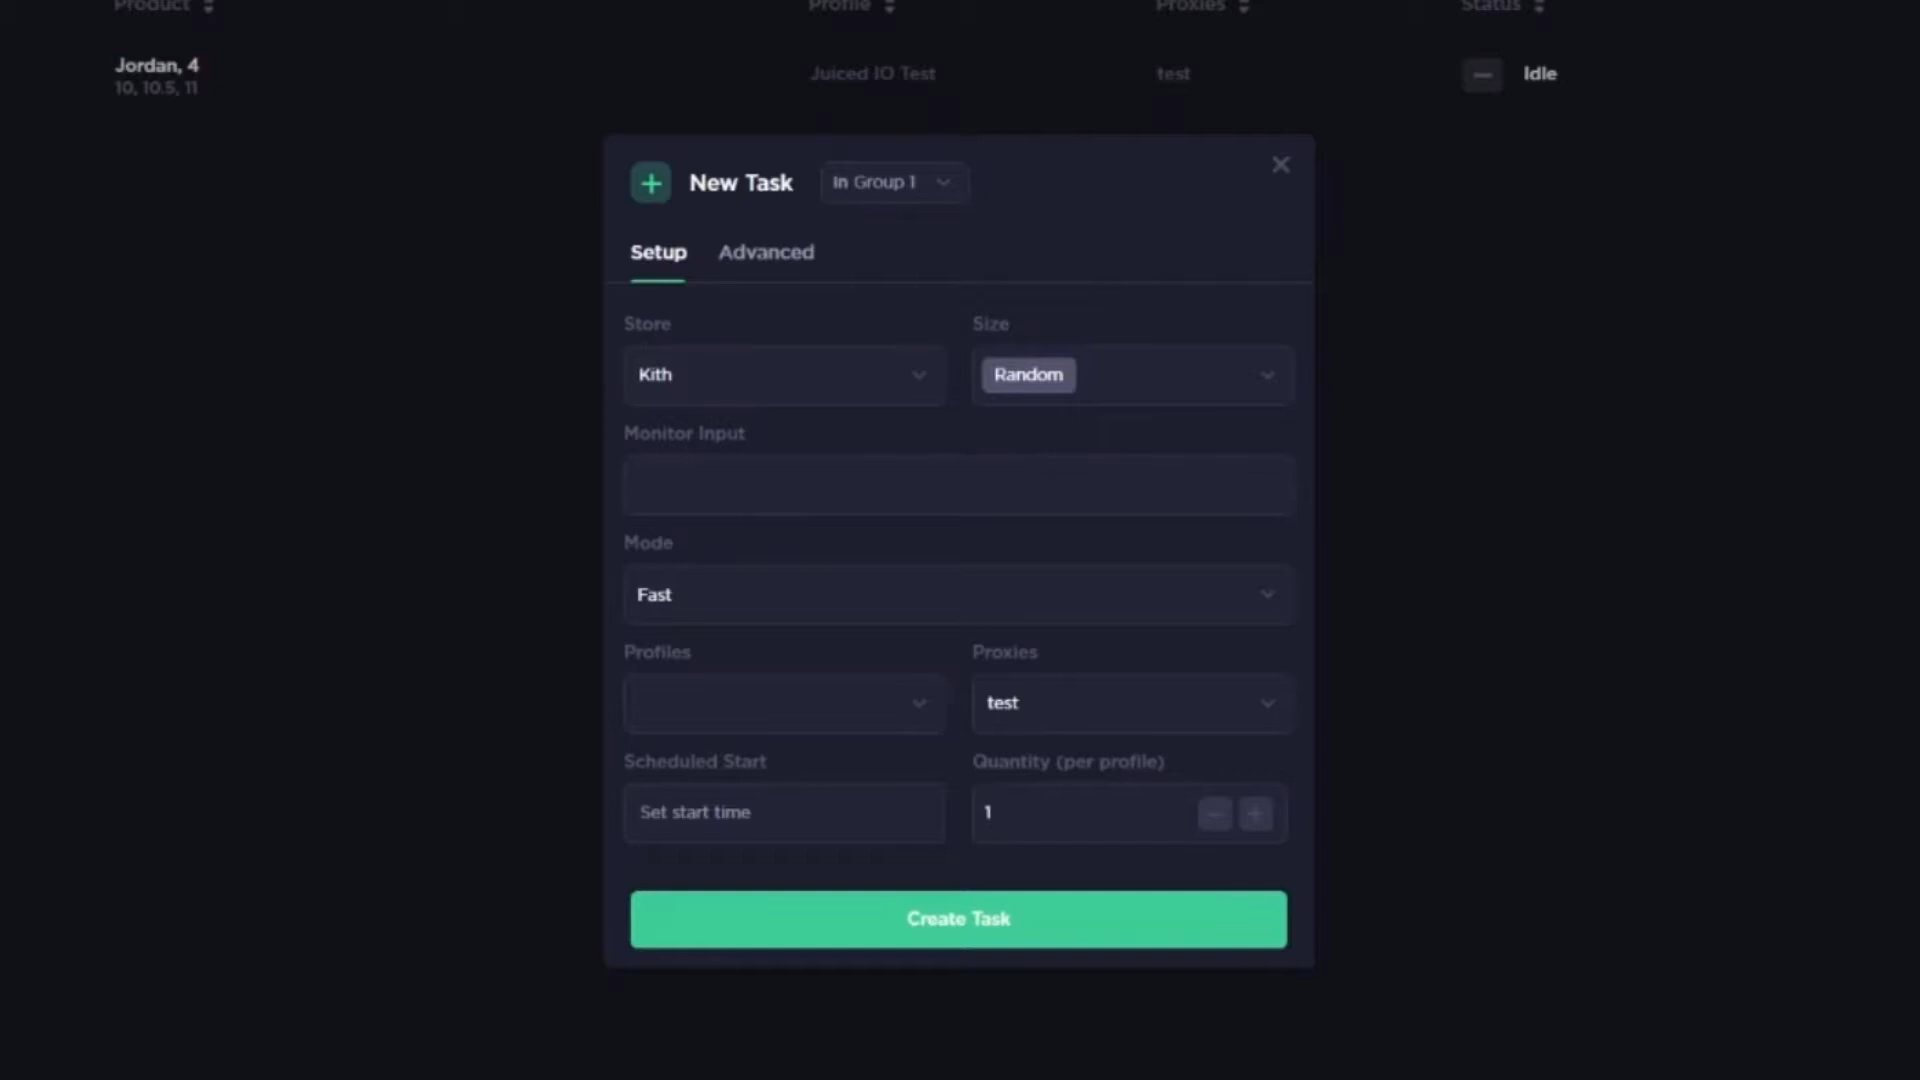 Product Profile Proxies Status
Jordan, 4 Juiced IO Test test Idle
10, 10.5, 11
New Task In Group 1
Setup Advanced
Store Size
Kith Random
Monitor Input
Mode
Fast
Profiles Proxies
test
Scheduled Start Quantity (per profile)
Set start time 1
Create Task